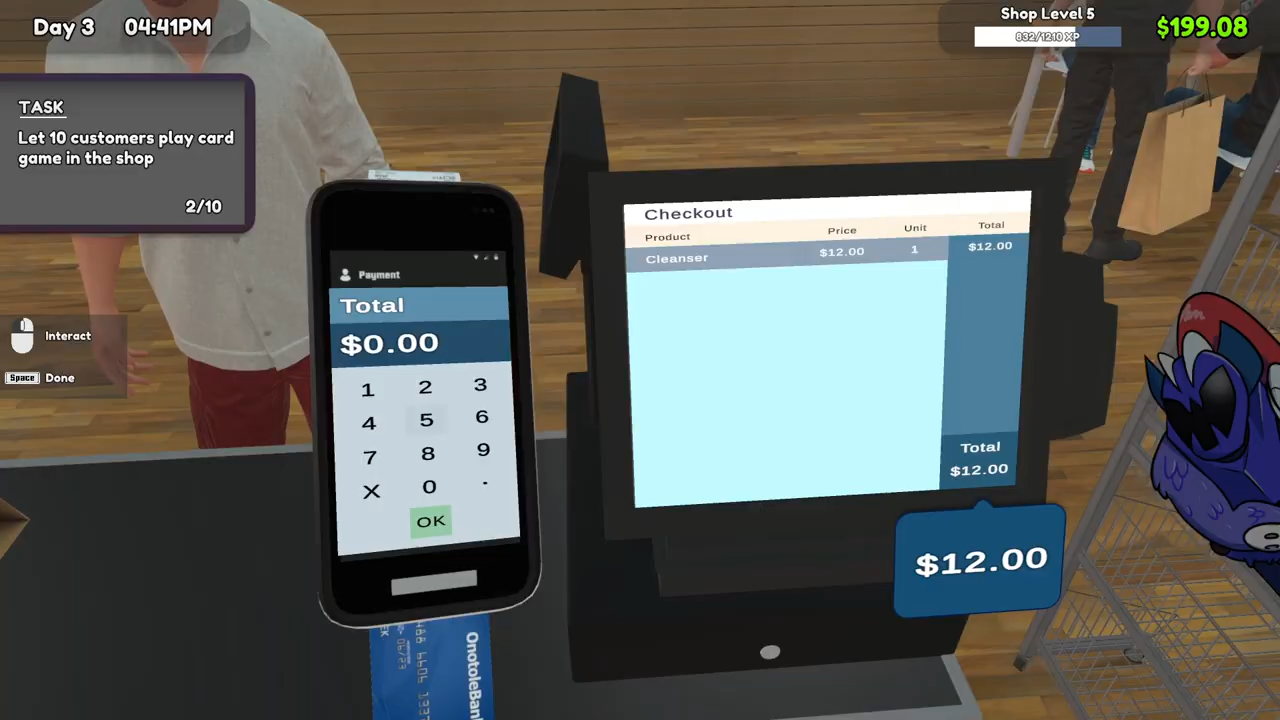 Day 3 04:41PM
Shop Level 5
832/1210 XP
$199.08
TASK
Let 10 customers play card
game in the shop
2/10
Interact
Space Done
Payment
Total
$0.00
1 2 3
4 5 6
7 8 9
X 0 .
OK
Checkout
Product Price Unit Total
Cleanser $12.00 1 $12.00
Total
$12.00
$12.00
OnotoleBank